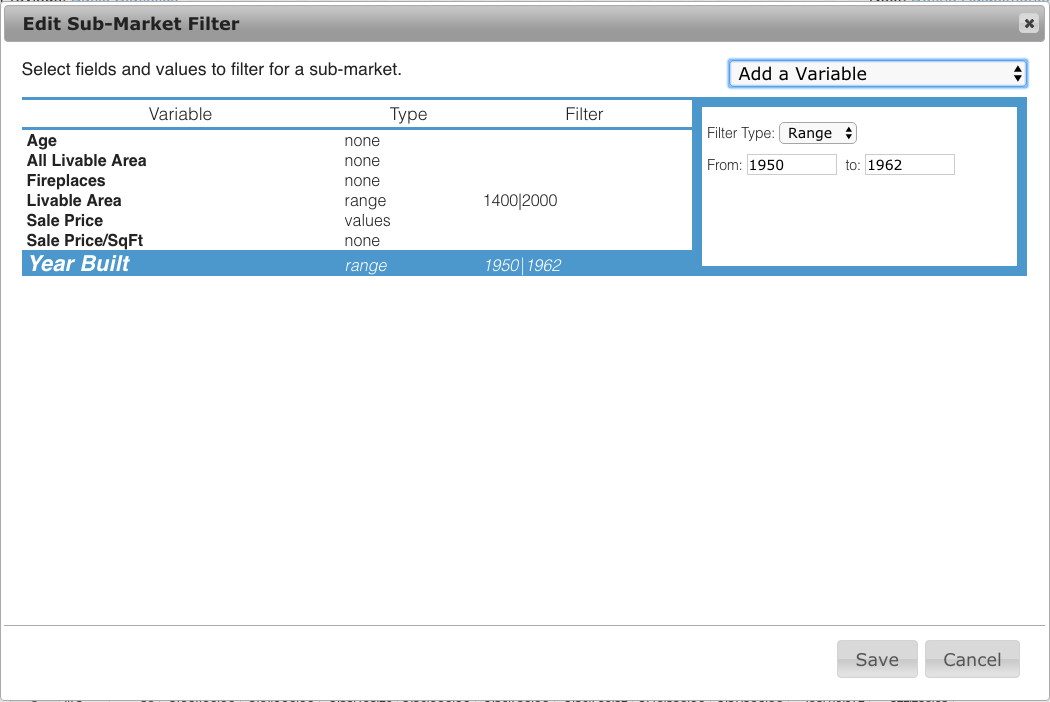 Edit Sub-Market Filter
Select fields and values to filter for a sub-market.
Add a Variable
Variable Type Filter
Age none
All Livable Area none
Fireplaces none
Livable Area range 1400|2000
Sale Price values
Sale Price/SqFt none
Year Built range 1950|1962
Filter Type: Range
From: 1950 to: 1962
Save Cancel